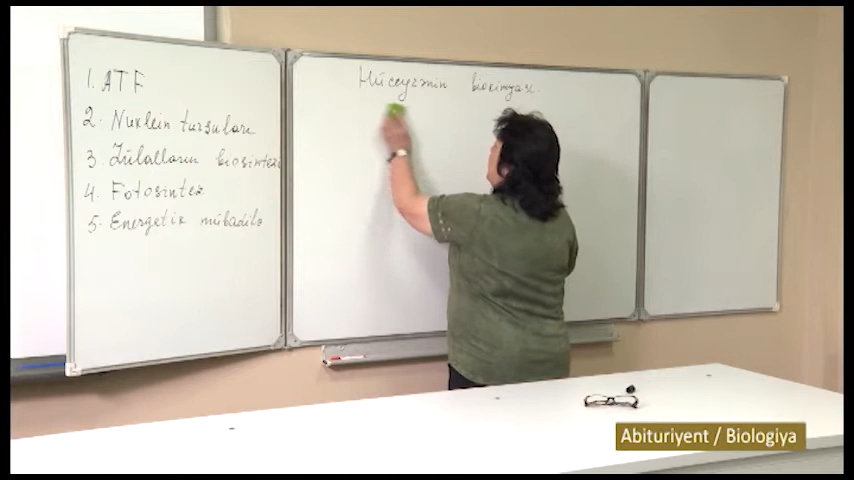 1. ATF
2. Nuklein turşuları
3. Zülalların biosintezi
4. Fotosintez
5. Energetik mübadilə
Hüceyrənin biokimyası.
Abituriyent / Biologiya